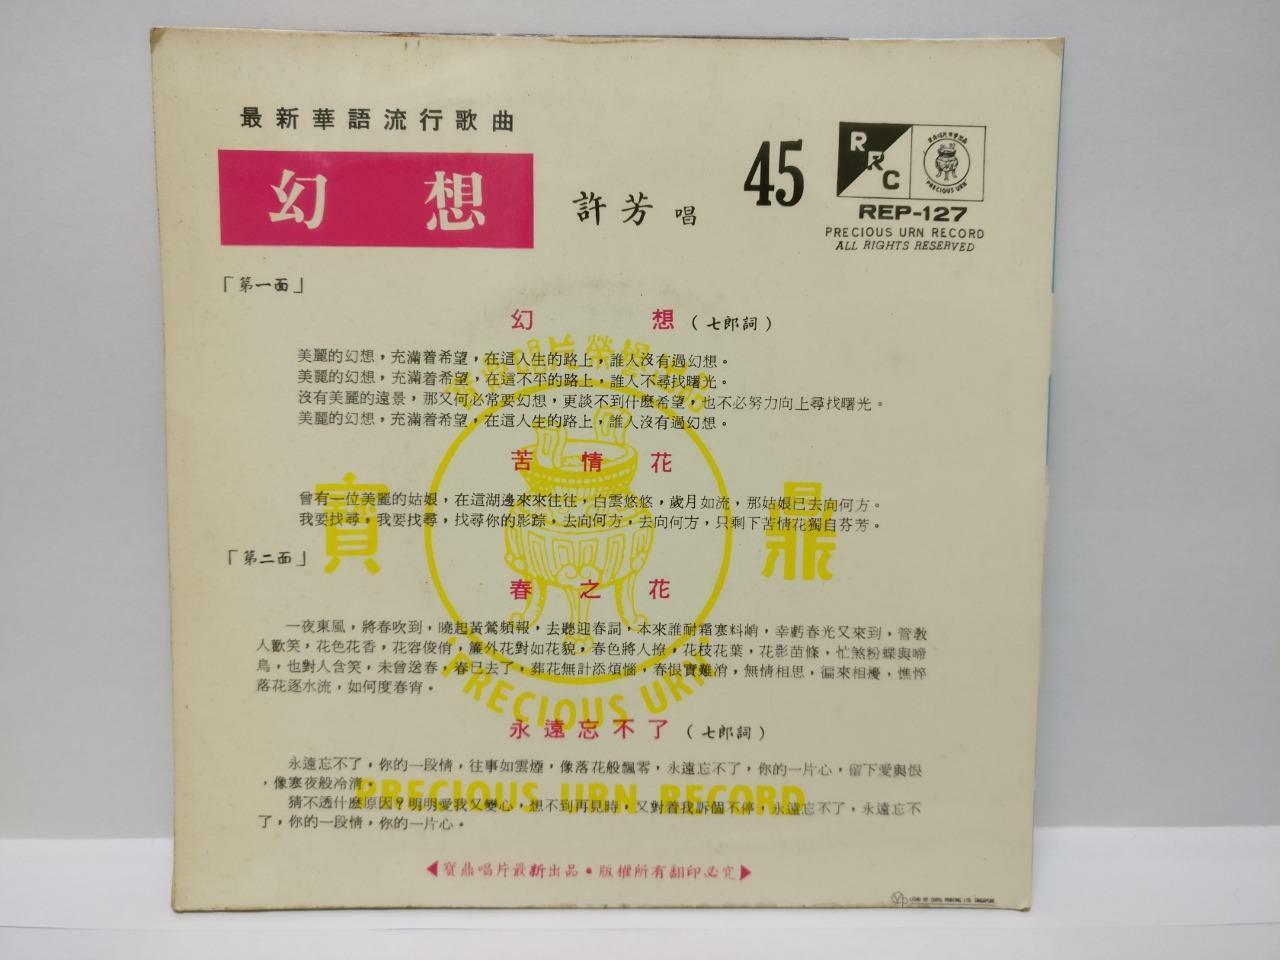 最新華語流行歌曲
幻想
許芳唱
45
RRC
寶鼎唱片榮譽出品
PRECIOUS URN
REP-127
PRECIOUS URN RECORD
ALL RIGHTS RESERVED
「第一面」
幻想(七郎詞)
美麗的幻想,充滿着希望,在這人生的路上,誰人沒有過幻想。
美麗的幻想,充滿着希望,在這不平的路上,誰人不尋找曙光。
沒有美麗的遠景,那又何必常要幻想,更談不到什麼希望,也不必努力向上尋找曙光。
美麗的幻想,充滿着希望,在這人生的路上,誰人沒有過幻想。
苦情花
曾有一位美麗的姑娘,在這湖邊來來往往,白雲悠悠,歲月如流,那姑娘已去向何方。
我要找尋,我要找尋,找尋你的影踪,去向何方,去向何方,只剩下苦情花獨自芬芳。
寶鼎
「第二面」
春之花
一夜東風,將春吹到,曉起黃鶯頻報,去聽迎春詞,本來誰耐霜寒料峭,幸虧春光又來到,管敎
人歡笑,花色花香,花容俊俏,簾外花對如花貌,春色將人撩,花枝花葉,花影苗條,忙煞粉蝶與啼
鳥,也對人含笑,未曾送春,春已去了,葬花無計添煩惱,春恨實難消,無情相思,偏來相擾,憔悴
落花逐水流,如何度春宵。
PRECIOUS URN
永遠忘不了(七郎詞)
永遠忘不了,你的一段情,往事如雲煙,像落花般飄零,永遠忘不了,你的一片心,留下愛與恨
,像寒夜般冷淸。
PRECIOUS URN RECORD
猜不透什麼原因?明明愛我又變心,想不到再見時,又對着我訴個不停,永遠忘不了,永遠忘不
了,你的一段情,你的一片心。
◀寶鼎唱片最新出品・版權所有翻印必究▶